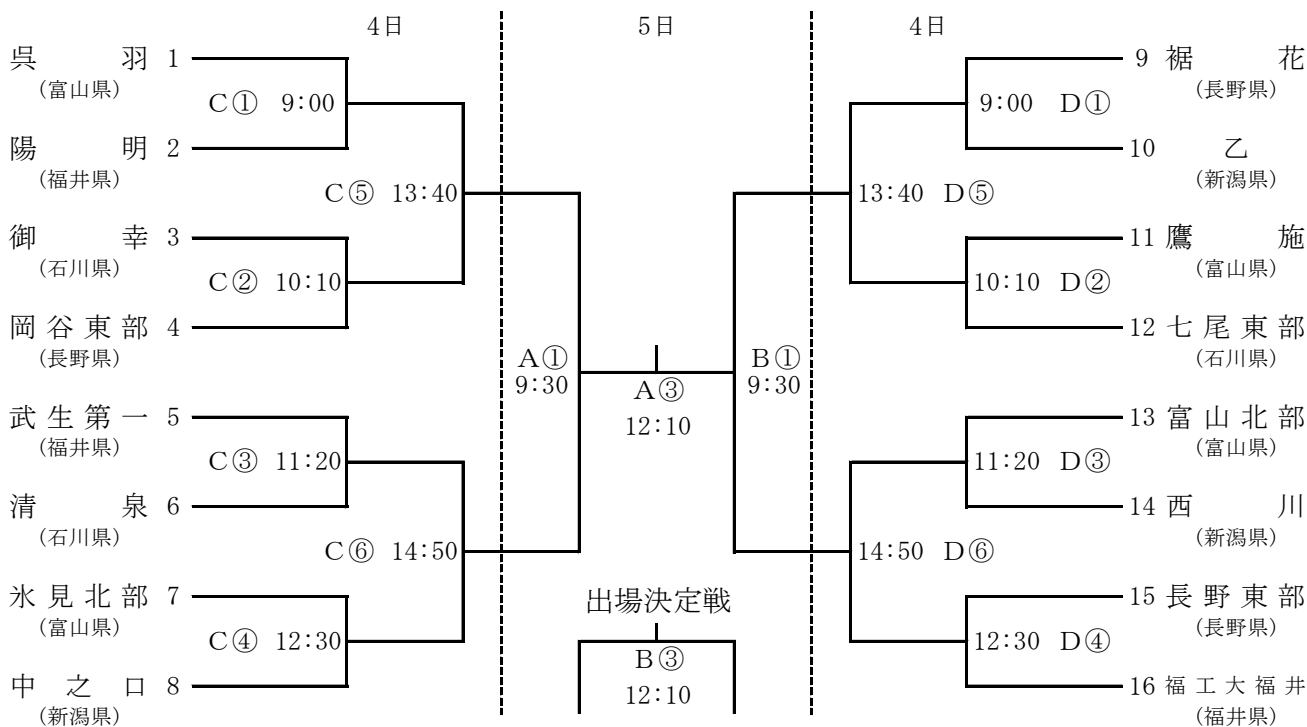 4日 5日 4日
呉羽 1
(富山県)
C① 9:00
陽明 2
(福井県)
C⑤ 13:40
御幸 3
(石川県)
C② 10:10
岡谷東部 4
(長野県)
武生第一 5
(福井県)
C③ 11:20
清泉 6
(石川県)
C⑥ 14:50
氷見北部 7
(富山県)
C④ 12:30
中之口 8
(新潟県)
A①
9:30
A③
12:10
B①
9:30
出場決定戦
B③
12:10
9 裾花
(長野県)
9:00 D①
10 乙
(新潟県)
13:40 D⑤
11 鷹施
(富山県)
10:10 D②
12 七尾東部
(石川県)
13 富山北部
(富山県)
11:20 D③
14 西川
(新潟県)
14:50 D⑥
15 長野東部
(長野県)
12:30 D④
16 福工大福井
(福井県)